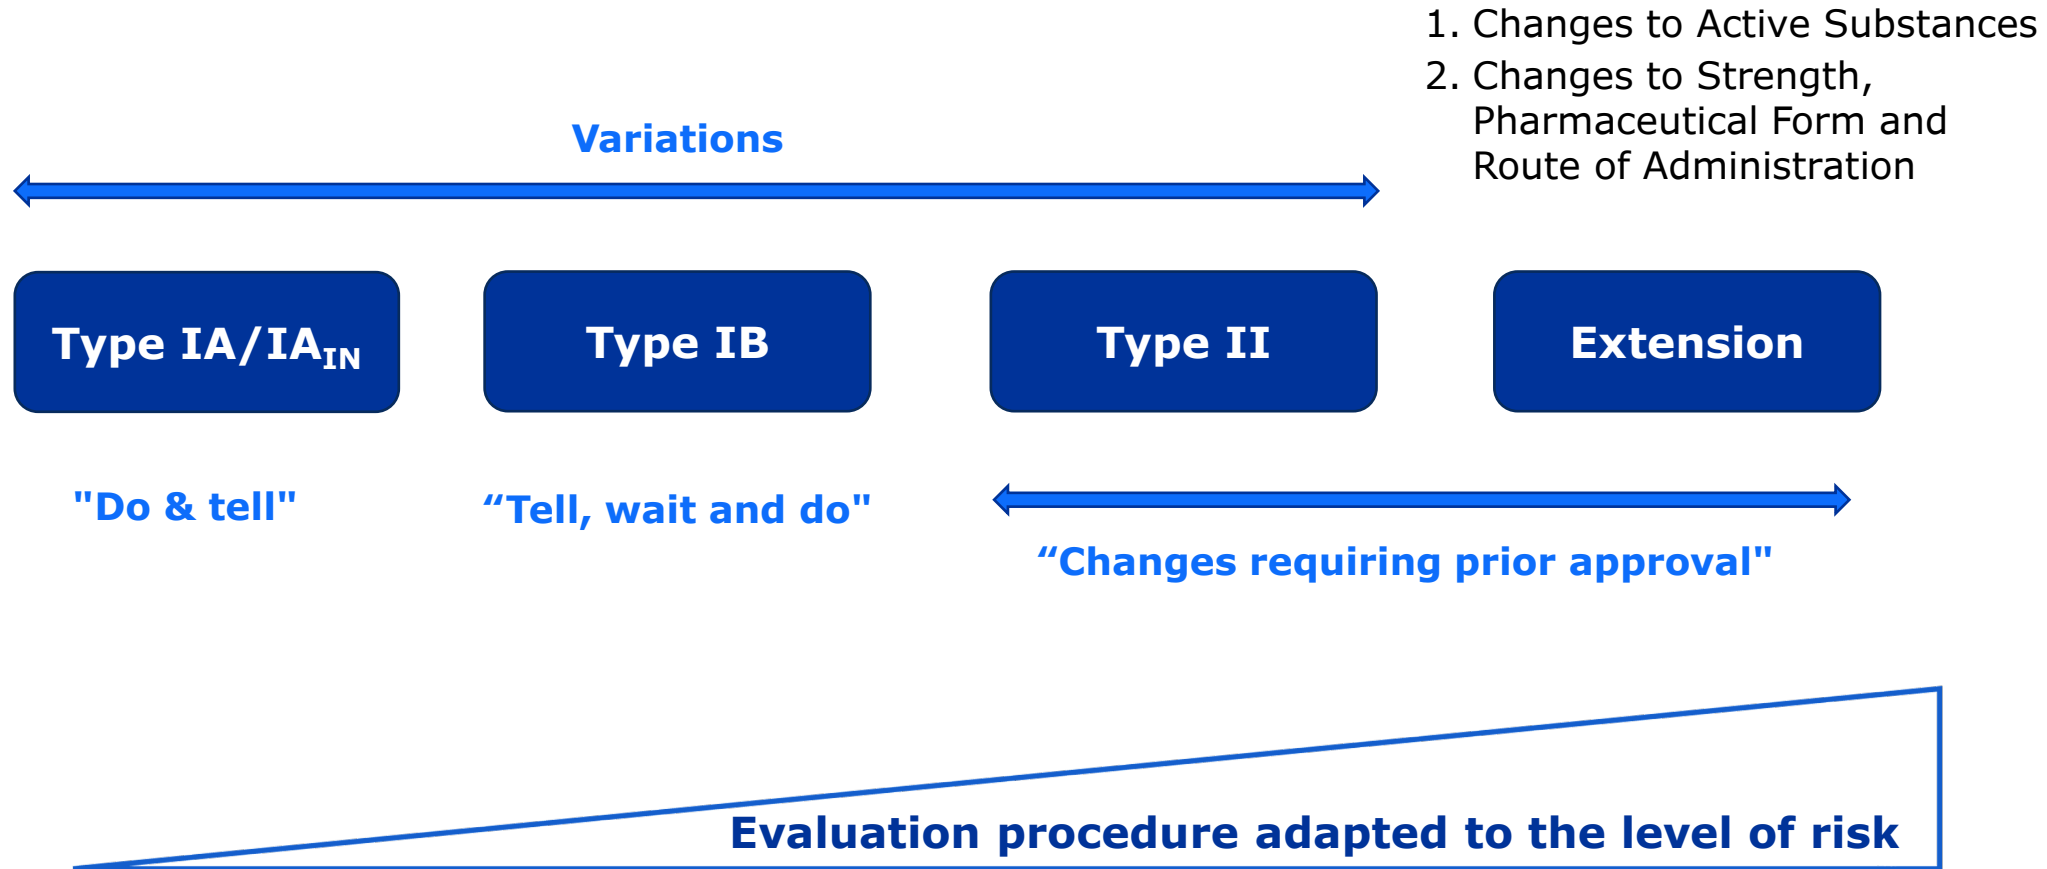 1. Changes to Active Substances
2. Changes to Strength,
Pharmaceutical Form and
Route of Administration
Variations
Type IA/IAIN
Type IB
Type II
Extension
"Do & tell"
“Tell, wait and do"
“Changes requiring prior approval"
Evaluation procedure adapted to the level of risk